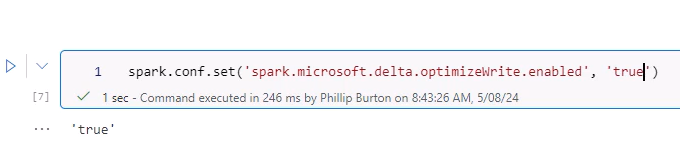 1 spark.conf.set('spark.microsoft.delta.optimizeWrite.enabled', 'true')
[7] 1 sec - Command executed in 246 ms by Phillip Burton on 8:43:26 AM, 5/08/24
'true'